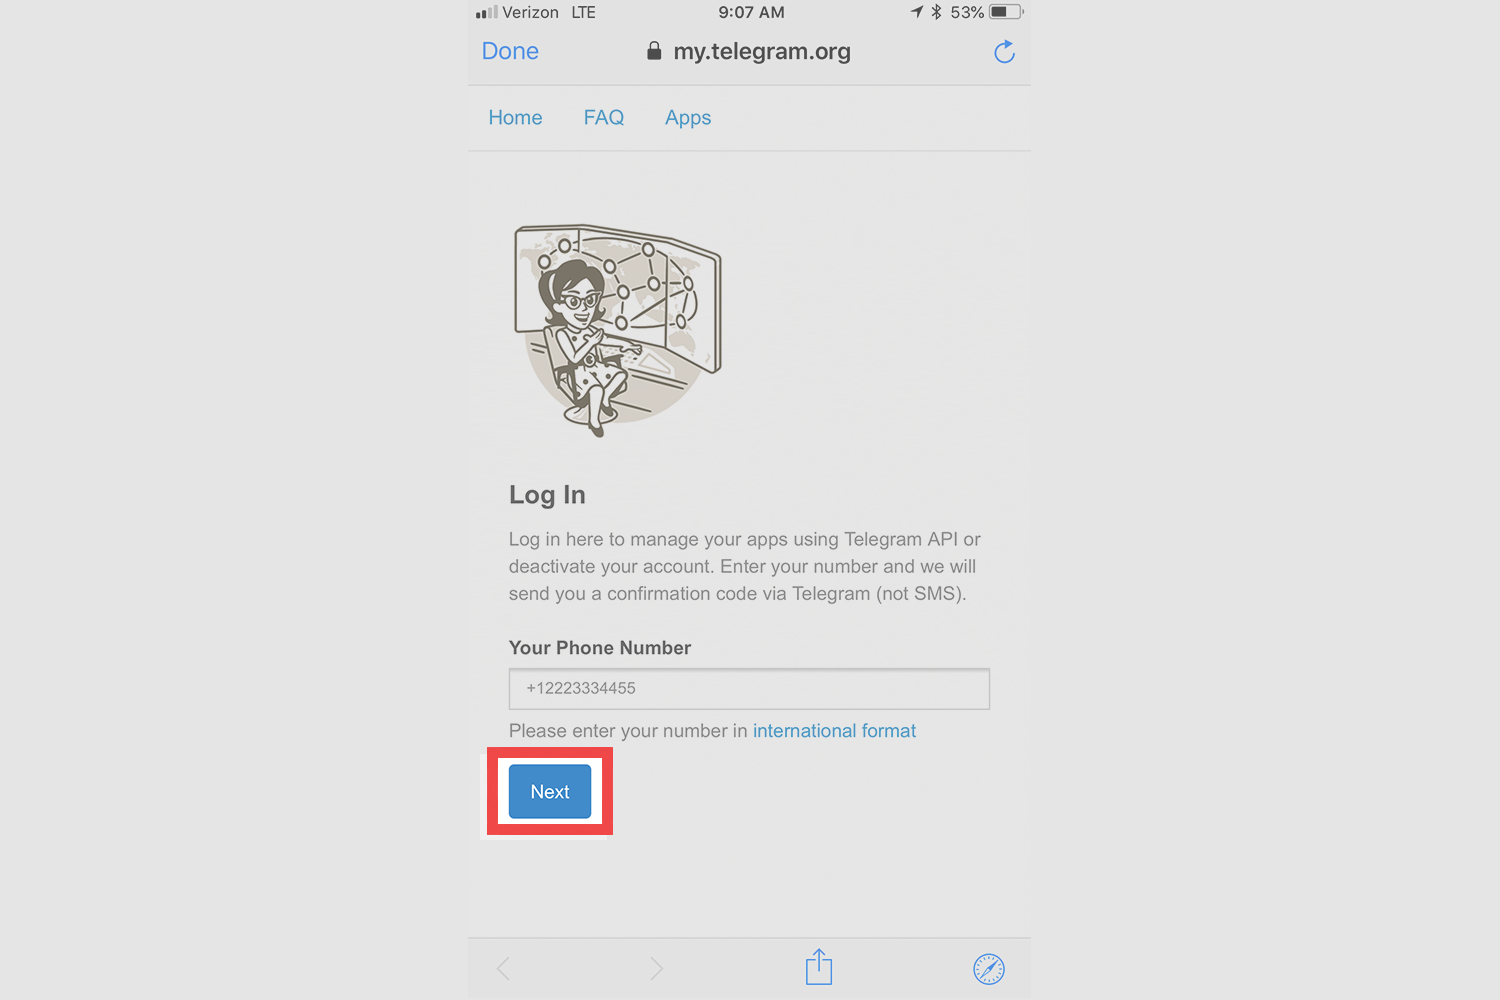 Verizon LTE 9:07 AM 53%
Done my.telegram.org
Home FAQ Apps
Log In
Log in here to manage your apps using Telegram API or
deactivate your account. Enter your number and we will
send you a confirmation code via Telegram (not SMS).
Your Phone Number
+12223334455
Please enter your number in international format
Next